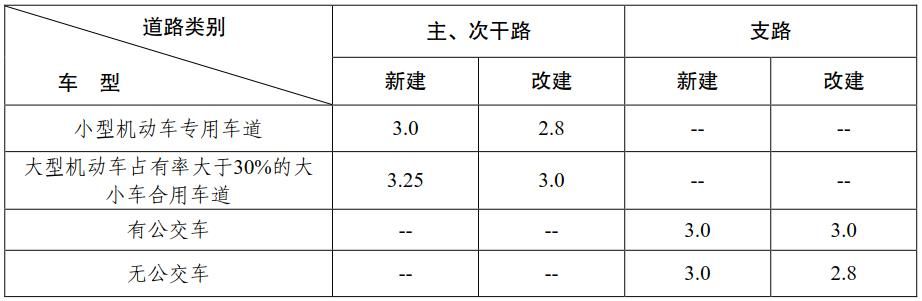 道路类别 主、次干路 支路
车 型 新建 改建 新建 改建
小型机动车专用车道 3.0 2.8 -- --
大型机动车占有率大于30%的大
小车合用车道 3.25 3.0 -- --
有公交车 -- -- 3.0 3.0
无公交车 -- -- 3.0 2.8